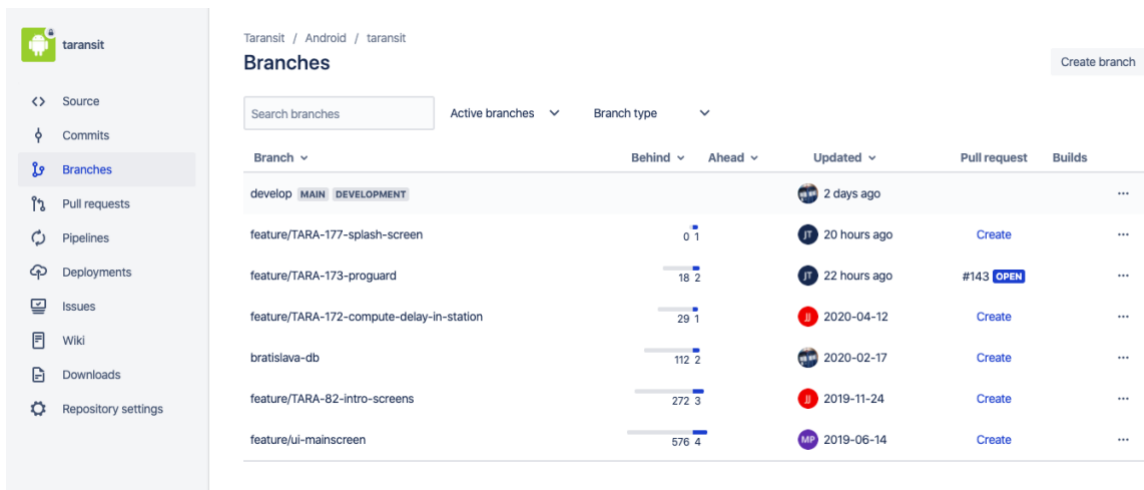 taransit
Source
Commits
Branches
Pull requests
Pipelines
Deployments
Issues
Wiki
Downloads
Repository settings
Taransit / Android / taransit
Branches
Create branch
Search branches Active branches Branch type
Branch Behind Ahead Updated Pull request Builds
develop MAIN DEVELOPMENT 2 days ago ...
feature/TARA-177-splash-screen 0 1 JT 20 hours ago Create ...
feature/TARA-173-proguard 18 2 JT 22 hours ago #143 OPEN ...
feature/TARA-172-compute-delay-in-station 29 1 JJ 2020-04-12 Create ...
bratislava-db 112 2 2020-02-17 Create ...
feature/TARA-82-intro-screens 272 3 JJ 2019-11-24 Create ...
feature/ui-mainscreen 576 4 MP 2019-06-14 Create ...